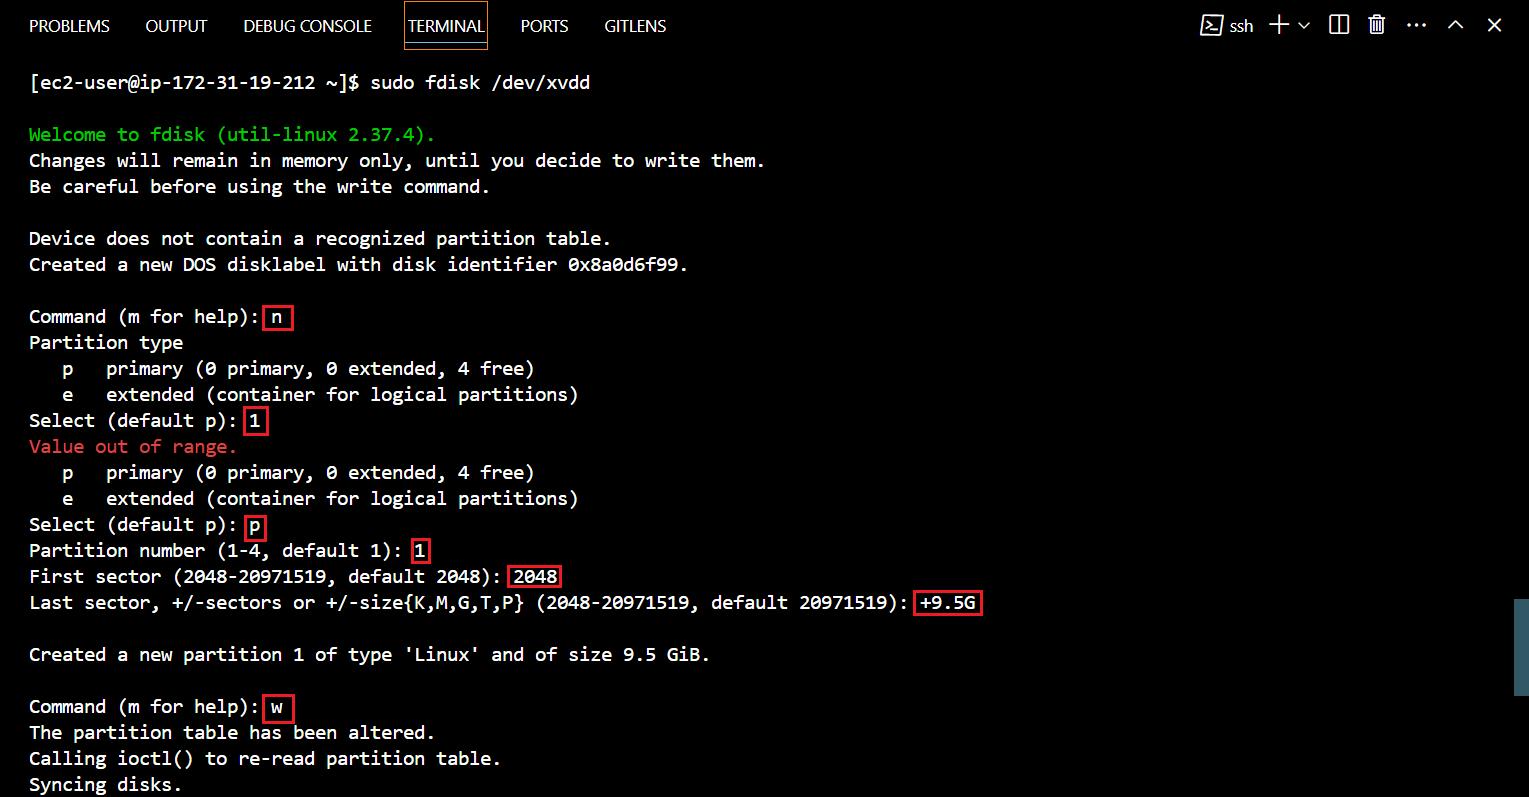 PROBLEMS OUTPUT DEBUG CONSOLE TERMINAL PORTS GITLENS ssh
[ec2-user@ip-172-31-19-212 ~]$ sudo fdisk /dev/xvdd
Welcome to fdisk (util-linux 2.37.4).
Changes will remain in memory only, until you decide to write them.
Be careful before using the write command.
Device does not contain a recognized partition table.
Created a new DOS disklabel with disk identifier 0x8a0d6f99.
Command (m for help): n
Partition type
   p   primary (0 primary, 0 extended, 4 free)
   e   extended (container for logical partitions)
Select (default p): 1
Value out of range.
   p   primary (0 primary, 0 extended, 4 free)
   e   extended (container for logical partitions)
Select (default p): p
Partition number (1-4, default 1): 1
First sector (2048-20971519, default 2048): 2048
Last sector, +/-sectors or +/-size{K,M,G,T,P} (2048-20971519, default 20971519): +9.5G
Created a new partition 1 of type 'Linux' and of size 9.5 GiB.
Command (m for help): w
The partition table has been altered.
Calling ioctl() to re-read partition table.
Syncing disks.